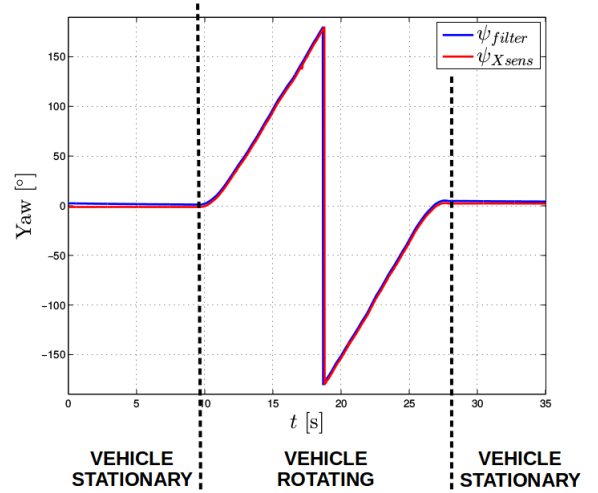 ψfilter
ψXsens
Yaw [°]
150
100
50
0
−50
−100
−150
0 5 10 15 20 25 30 35
t [s]
VEHICLE STATIONARY
VEHICLE ROTATING
VEHICLE STATIONARY